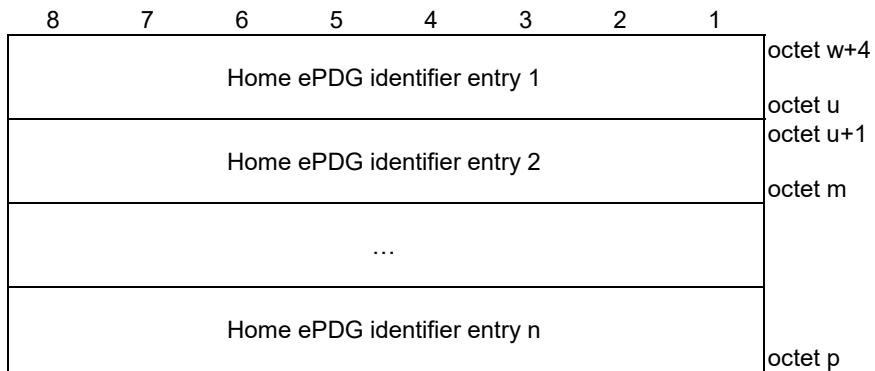 8 7 6 5 4 3 2 1
octet w+4
Home ePDG identifier entry 1
octet u
octet u+1
Home ePDG identifier entry 2
octet m
…
Home ePDG identifier entry n
octet p